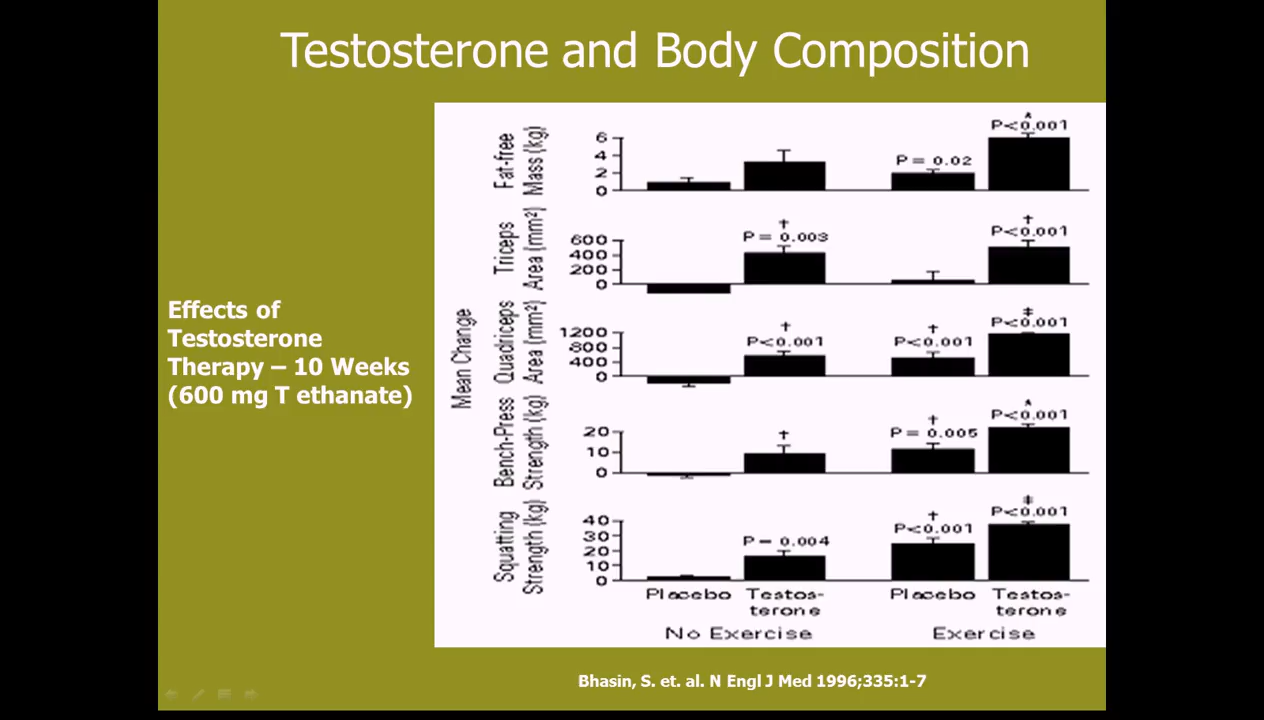 Testosterone and Body Composition
Effects of
Testosterone
Therapy – 10 Weeks
(600 mg T ethanate)
Mean Change
Fat-free
Mass (kg)
6
4
2
0
P = 0.02
*
P<0.001
Triceps
Area (mm²)
600
400
200
0
†
P = 0.003
†
P<0.001
Quadriceps
Area (mm²)
1200
800
400
0
†
P<0.001
†
P<0.001
‡
P<0.001
Bench-Press
Strength (kg)
20
10
0
†
†
P = 0.005
*
P<0.001
Squatting
Strength (kg)
40
30
20
10
0
P = 0.004
†
P<0.001
‡
P<0.001
Placebo
Testos-
terone
Placebo
Testos-
terone
No Exercise
Exercise
Bhasin, S. et. al. N Engl J Med 1996;335:1-7